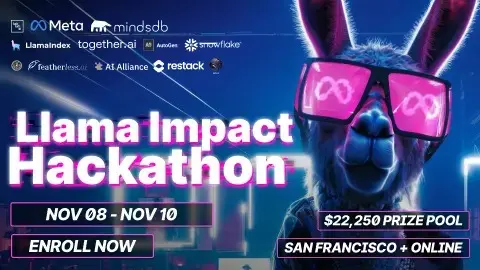 Meta mindsdb
LlamaIndex together.ai AutoGen snowflake
featherless.ai AI Alliance restack
Llama Impact
Hackathon
NOV 08 - NOV 10
$22,250 PRIZE POOL
ENROLL NOW
SAN FRANCISCO + ONLINE